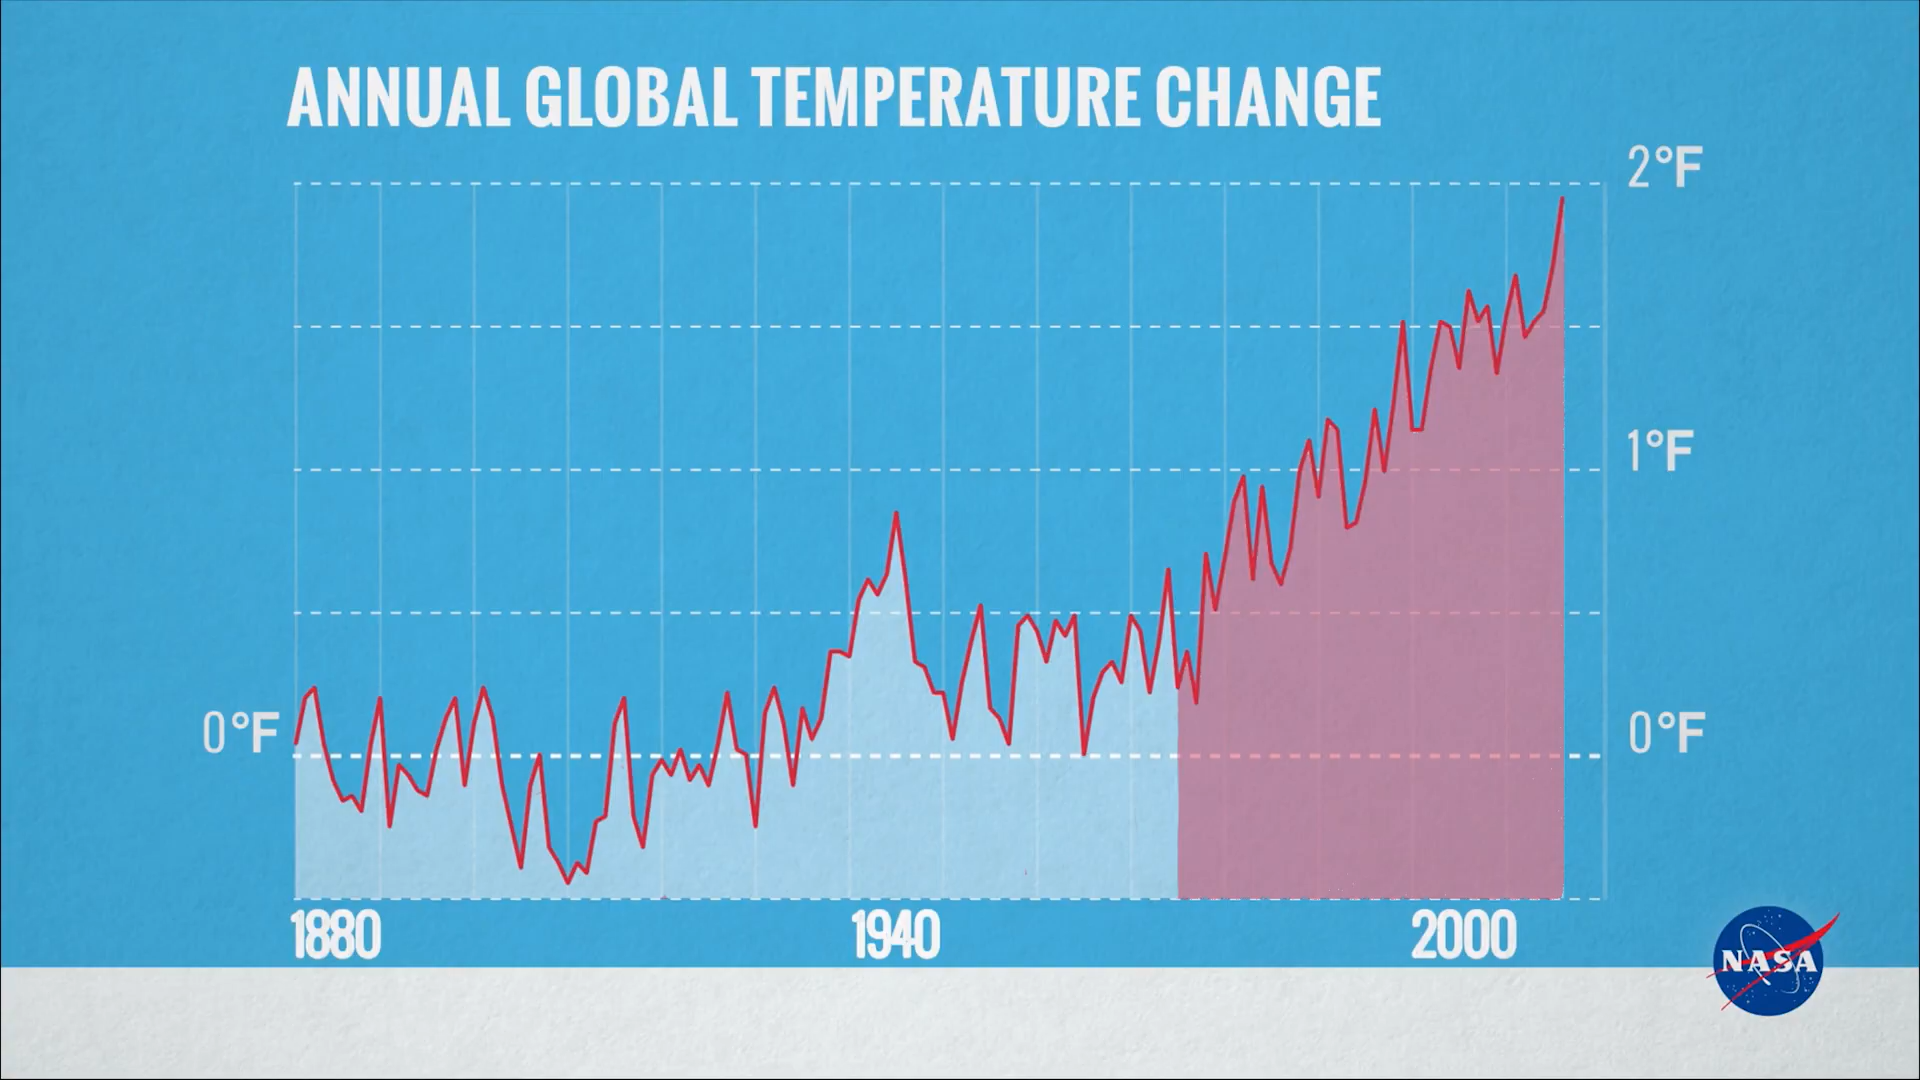 ANNUAL GLOBAL TEMPERATURE CHANGE
2°F
1°F
0°F
0°F
1880
1940
2000
NASA